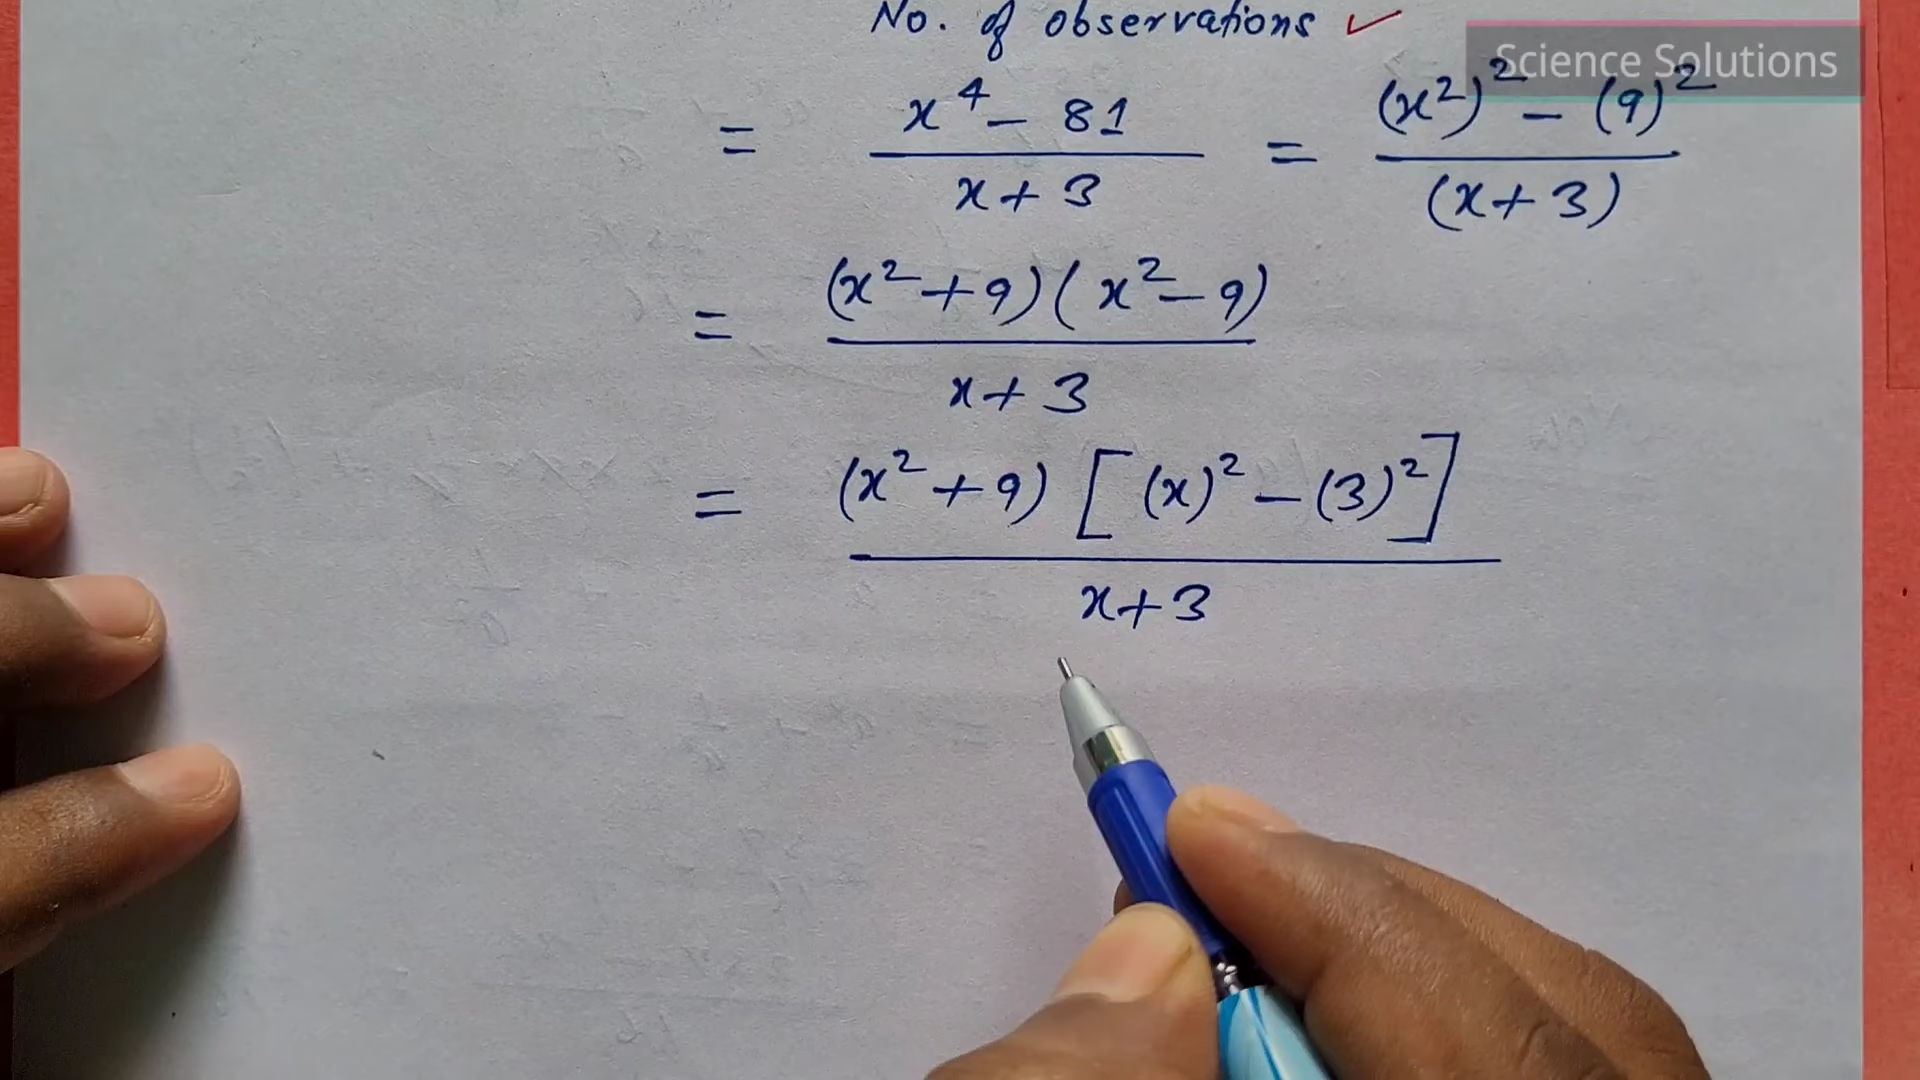 No. of observations ✓
Science Solutions
= x⁴ - 81 / x + 3 = (x²)² - (9)² / (x + 3)
= (x² + 9)(x² - 9) / x + 3
= (x² + 9) [(x)² - (3)²] / x + 3